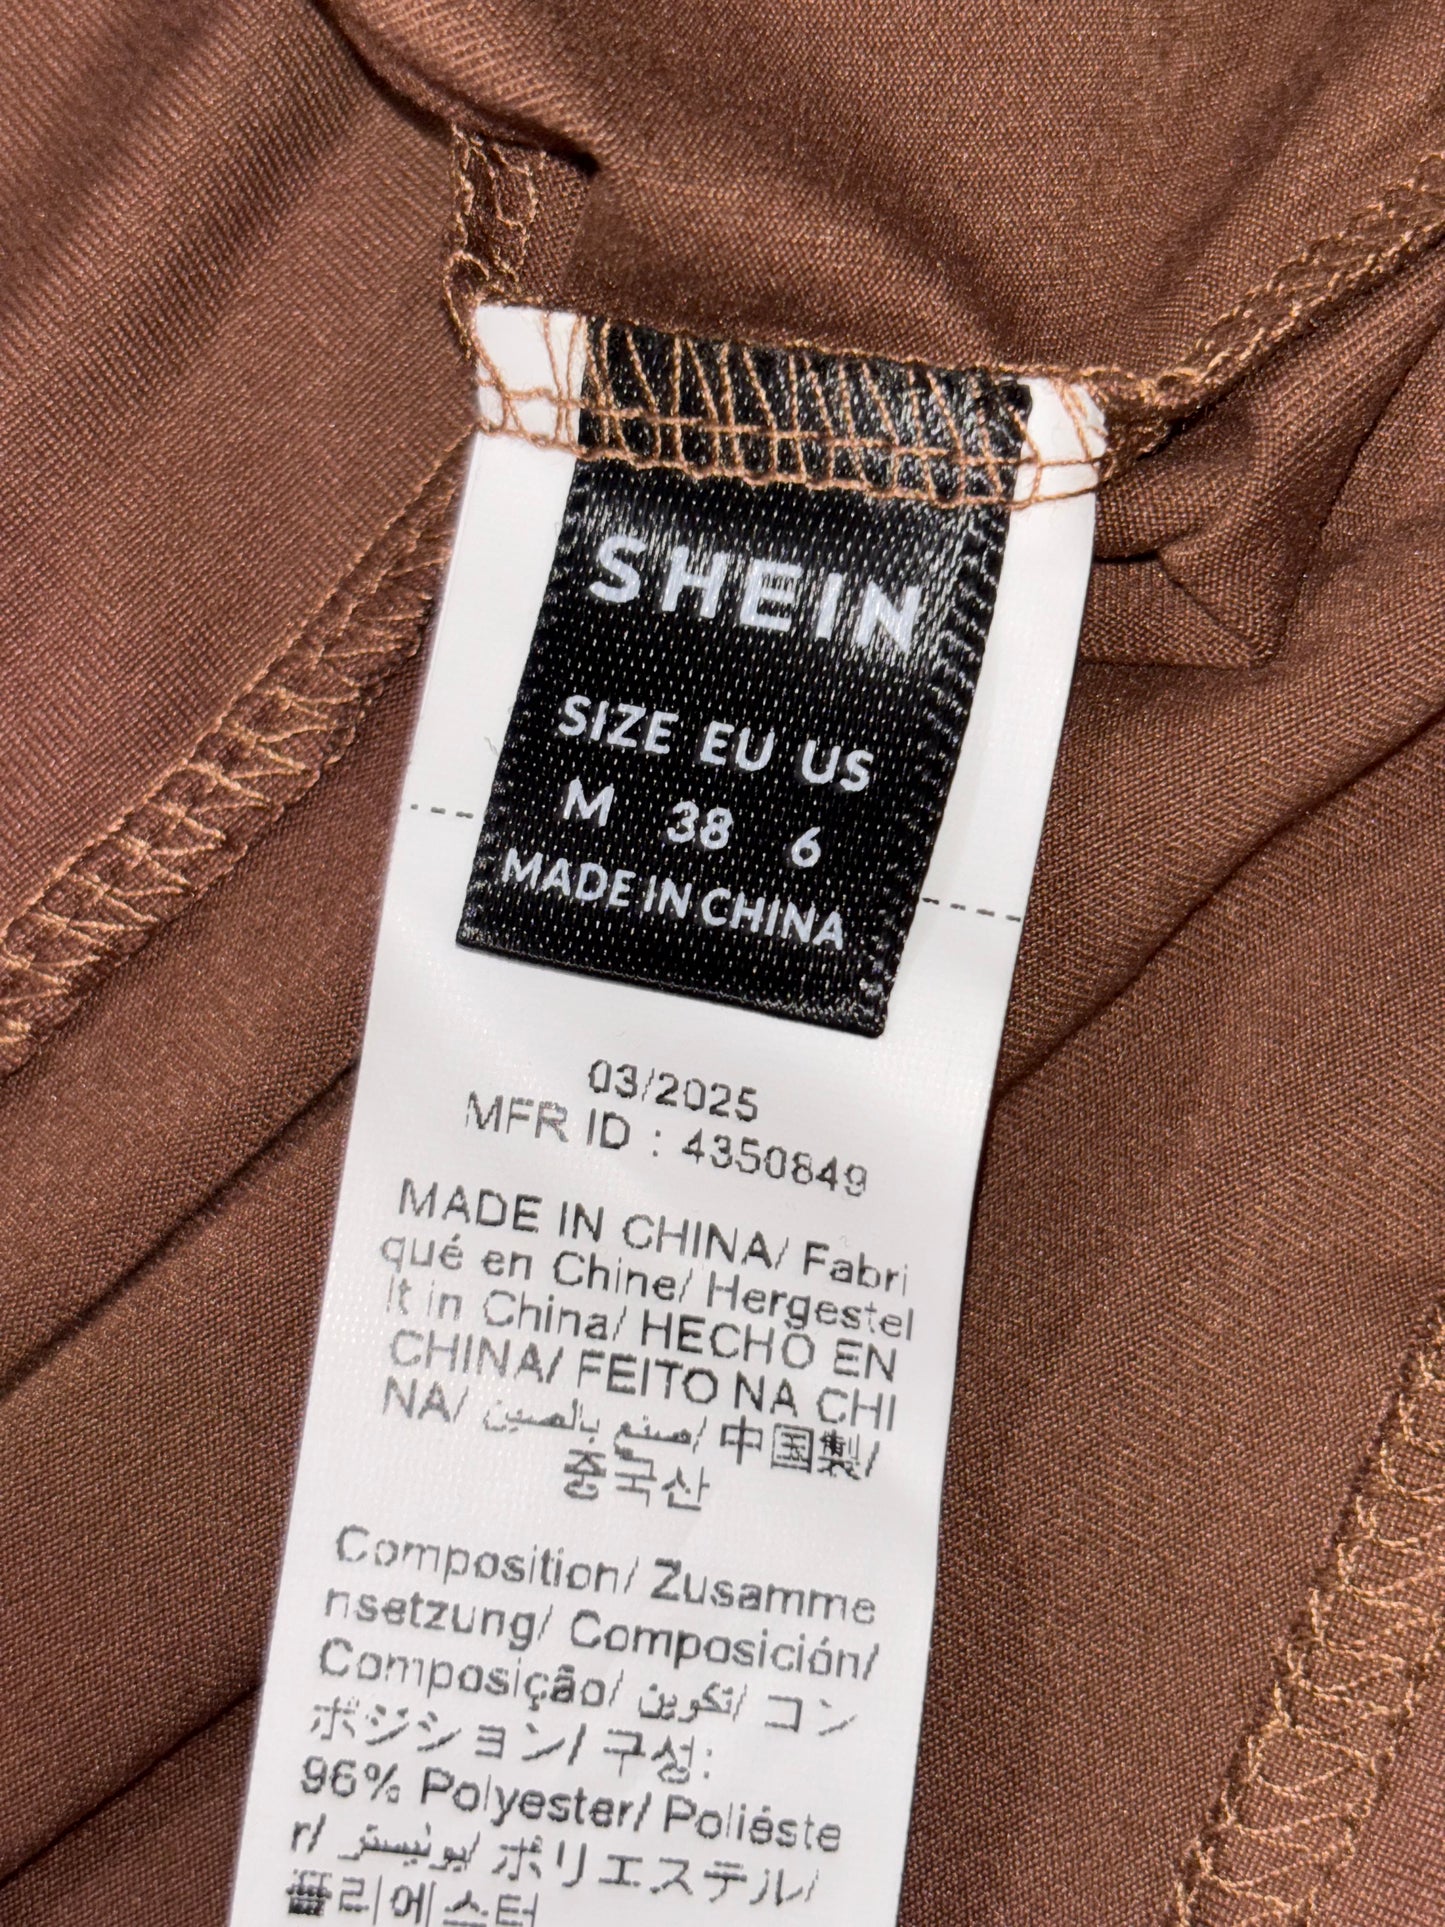 SHEIN
SIZE EU US
M 38 6
MADE IN CHINA
03/2025
MFR ID : 4350849
MADE IN CHINA/ Fabri
qué en Chine/ Hergestel
lt in China/ HECHO EN
CHINA/ FEITO NA CHI
NA/ صنع بالصين/ 中国製/
중국산
Composition/ Zusamme
nsetzung/ Composición/
Composição/ تكوين/ コン
ポジション/ 구성:
96% Polyester/ Poliéste
r/ بوليستر/ ポリエステル/
폴리에스터